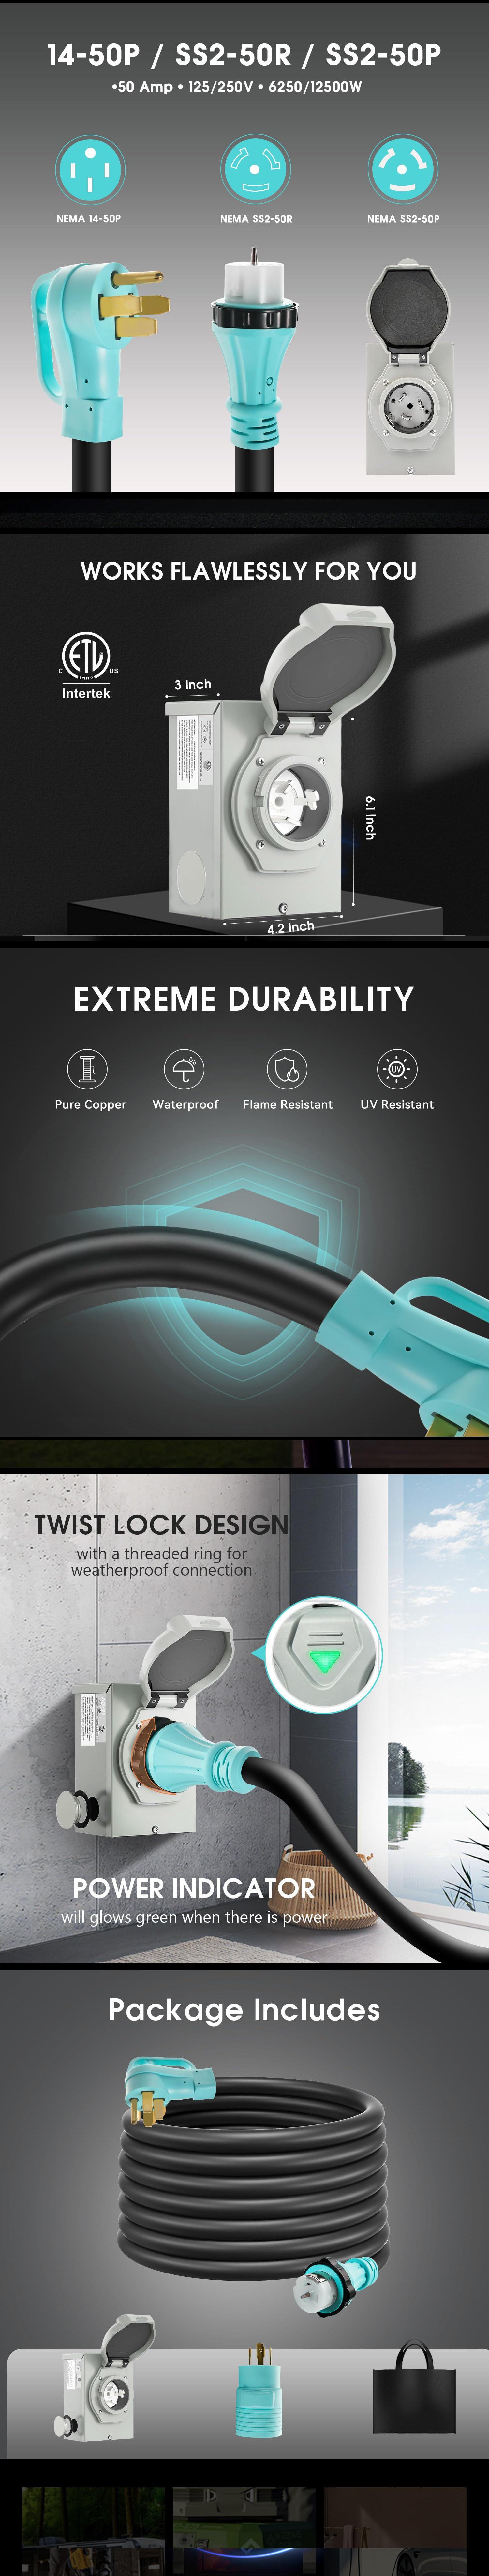 14-50P / SS2-50R / SS2-50P
•50 Amp • 125/250V • 6250/12500W
NEMA 14-50P
NEMA SS2-50R
NEMA SS2-50P
WORKS FLAWLESSLY FOR YOU
C ETL US
LISTED
Intertek
3 Inch
6.1 Inch
4.2 Inch
EXTREME DURABILITY
UV
Pure Copper
Waterproof
Flame Resistant
UV Resistant
TWIST LOCK DESIGN
with a threaded ring for
weatherproof connection
POWER INDICATOR
will glows green when there is power
Package Includes